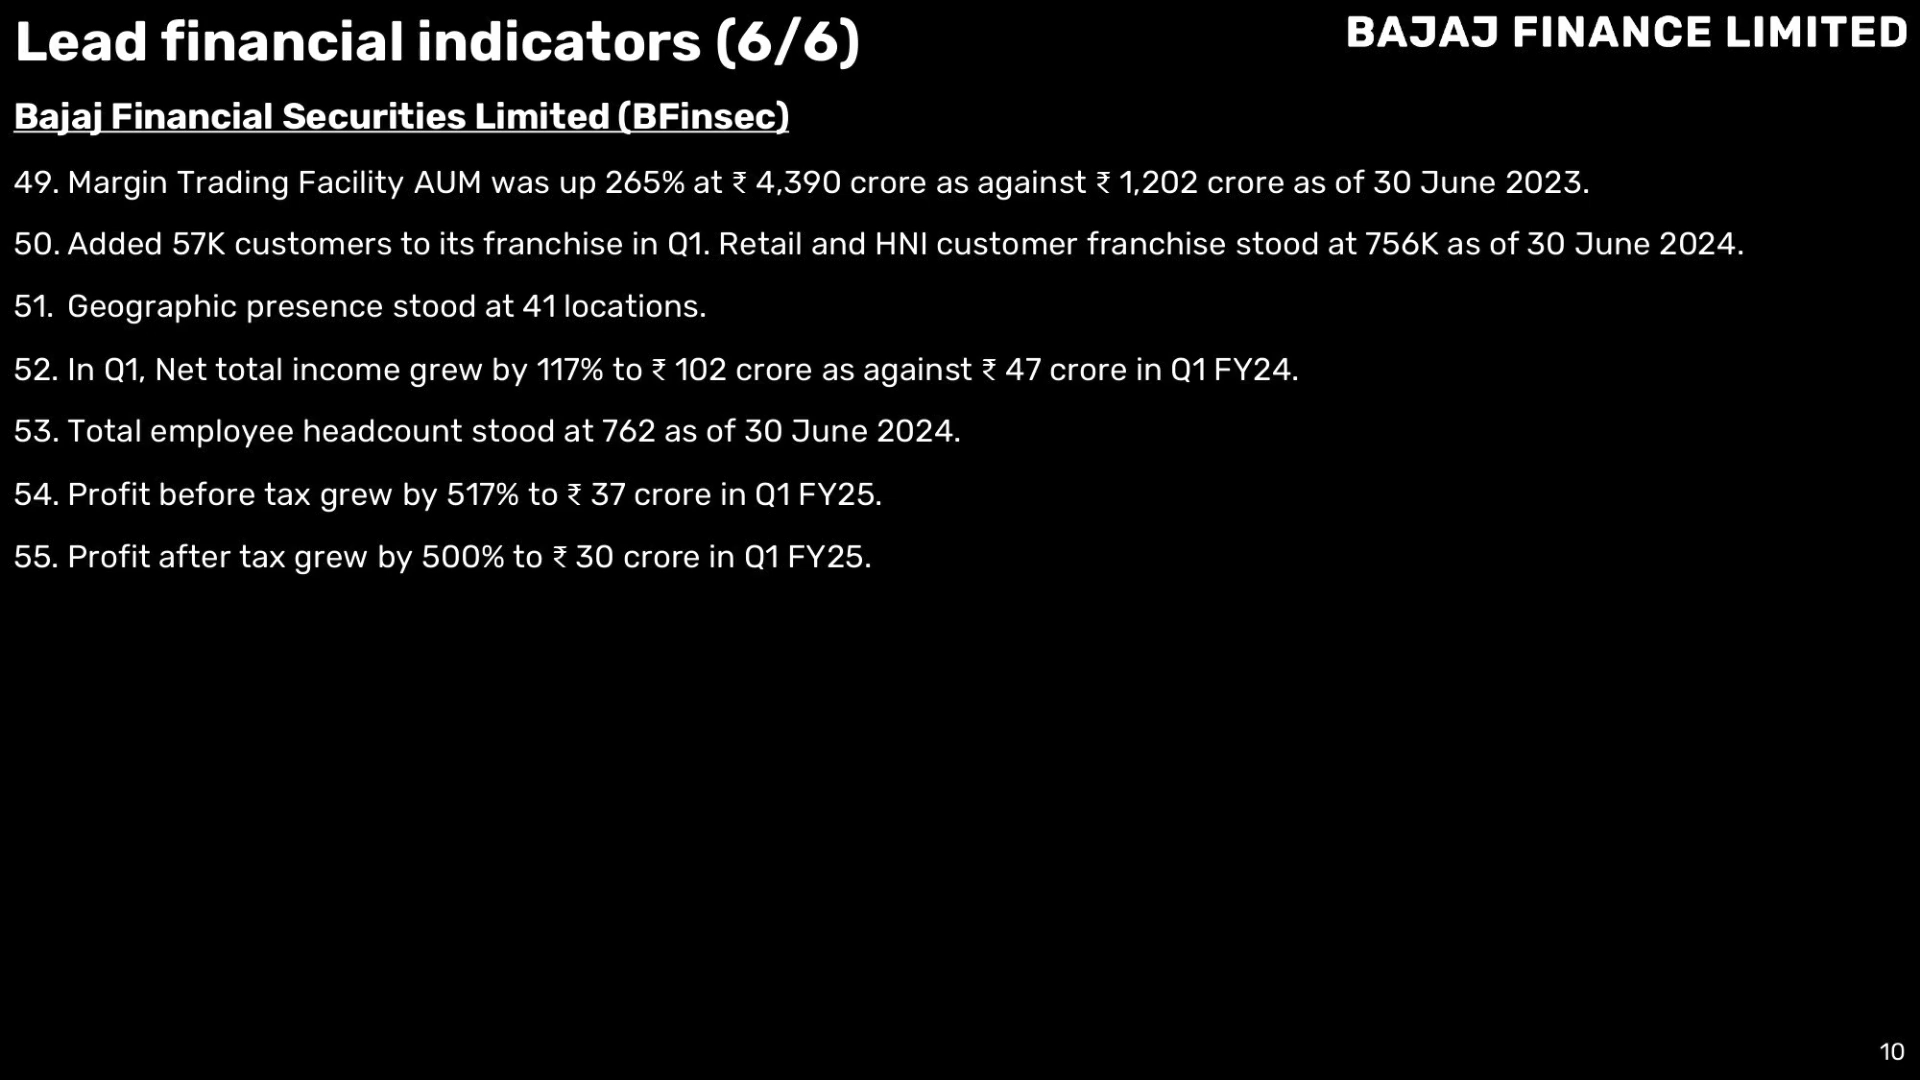 Lead financial indicators (6/6)
BAJAJ FINANCE LIMITED
Bajaj Financial Securities Limited (BFinsec)
49. Margin Trading Facility AUM was up 265% at ₹ 4,390 crore as against ₹ 1,202 crore as of 30 June 2023.
50. Added 57K customers to its franchise in Q1. Retail and HNI customer franchise stood at 756K as of 30 June 2024.
51. Geographic presence stood at 41 locations.
52. In Q1, Net total income grew by 117% to ₹ 102 crore as against ₹ 47 crore in Q1 FY24.
53. Total employee headcount stood at 762 as of 30 June 2024.
54. Profit before tax grew by 517% to ₹ 37 crore in Q1 FY25.
55. Profit after tax grew by 500% to ₹ 30 crore in Q1 FY25.
10